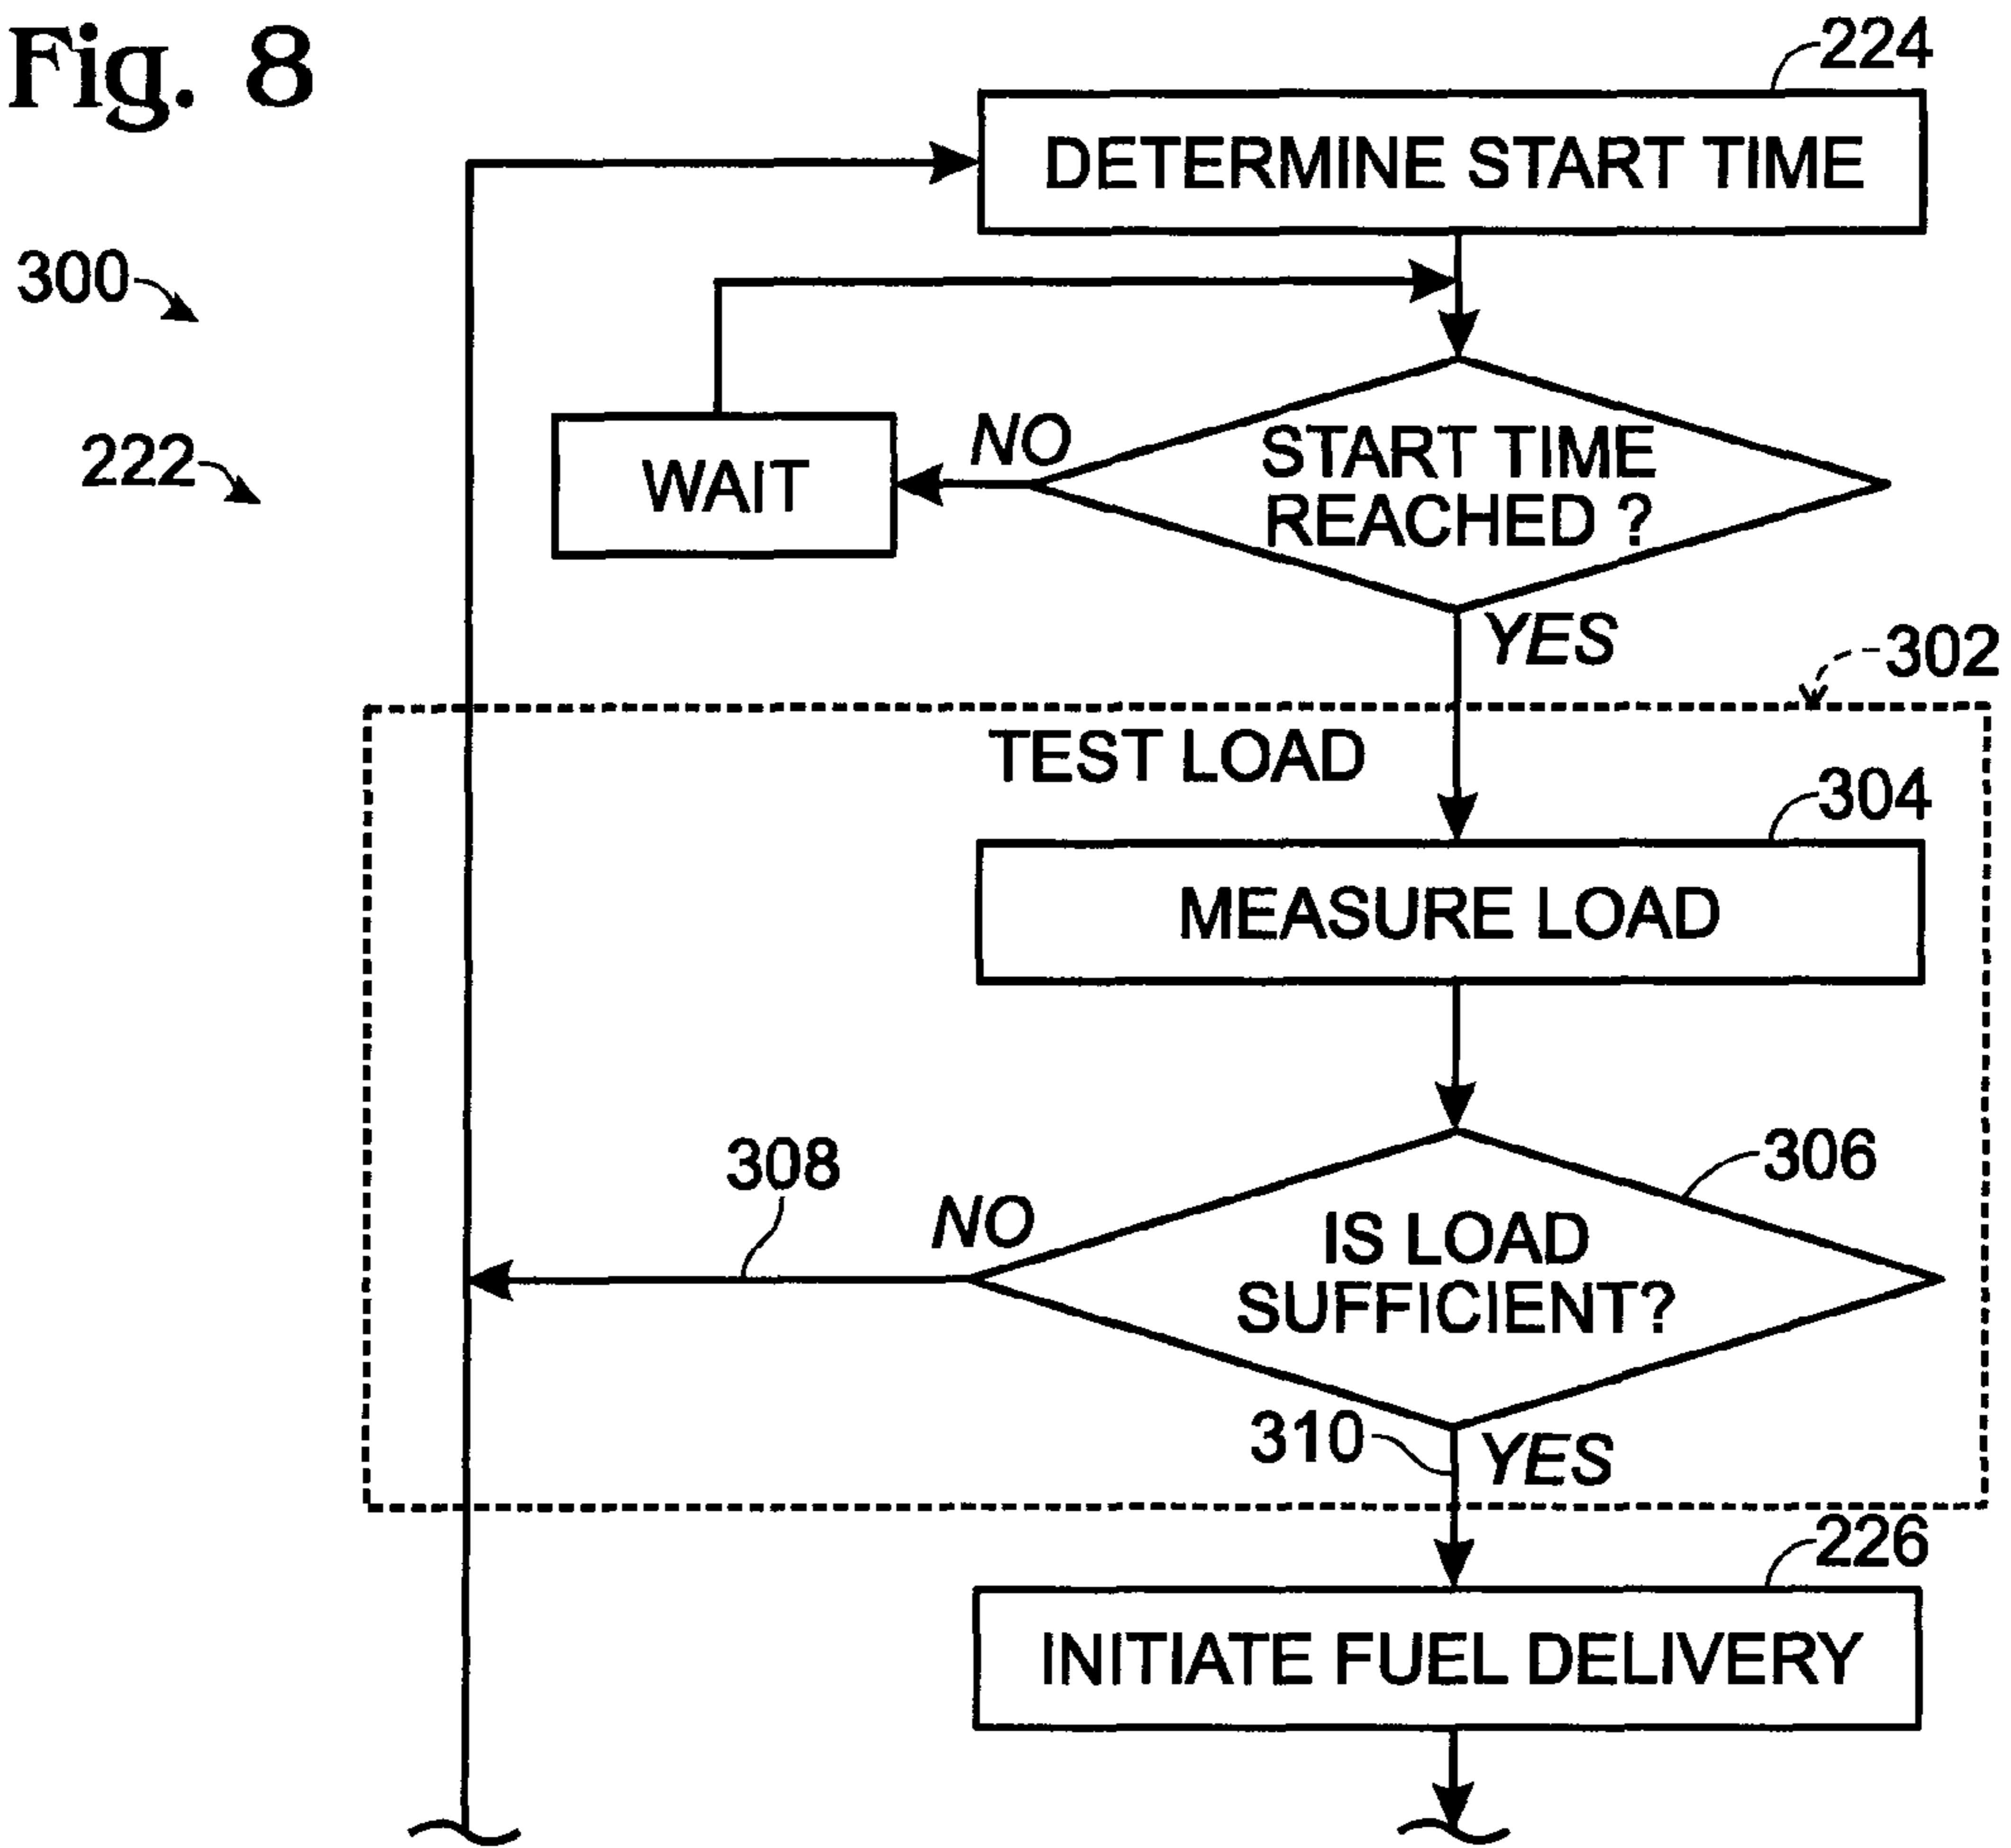 Fig. 8
224
DETERMINE START TIME
300
222
WAIT
NO
START TIME
REACHED ?
YES
302
TEST LOAD
304
MEASURE LOAD
308
306
NO
IS LOAD
SUFFICIENT?
310
YES
226
INITIATE FUEL DELIVERY